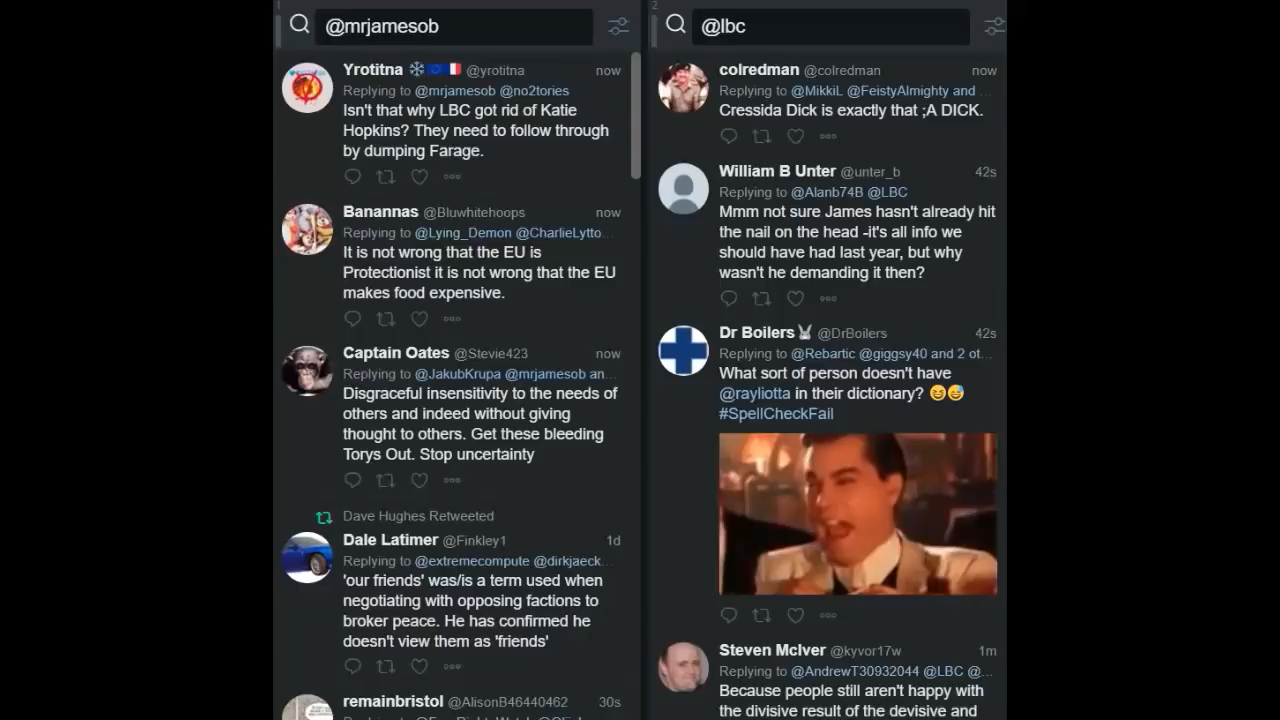 1
@mrjamesob
Yrotitna @yrotitna now
Replying to @mrjamesob @no2tories
Isn't that why LBC got rid of Katie
Hopkins? They need to follow through
by dumping Farage.
Banannas @Bluwhitehoops now
Replying to @Lying_Demon @CharlieLytto...
It is not wrong that the EU is
Protectionist it is not wrong that the EU
makes food expensive.
Captain Oates @Stevie423 now
Replying to @JakubKrupa @mrjamesob an...
Disgraceful insensitivity to the needs of
others and indeed without giving
thought to others. Get these bleeding
Torys Out. Stop uncertainty
Dave Hughes Retweeted
Dale Latimer @Finkley1 1d
Replying to @extremecompute @dirkjaeck...
'our friends' was/is a term used when
negotiating with opposing factions to
broker peace. He has confirmed he
doesn't view them as 'friends'
remainbristol @AlisonB46440462 30s
2
@lbc
colredman @colredman now
Replying to @MikkiL @FeistyAlmighty and ...
Cressida Dick is exactly that ;A DICK.
William B Unter @unter_b 42s
Replying to @Alanb74B @LBC
Mmm not sure James hasn't already hit
the nail on the head -it's all info we
should have had last year, but why
wasn't he demanding it then?
Dr Boilers @DrBoilers 42s
Replying to @Rebartic @giggsy40 and 2 ot...
What sort of person doesn't have
@rayliotta in their dictionary? 😆😅
#SpellCheckFail
Steven McIver @kyvor17w 1m
Replying to @AndrewT30932044 @LBC @...
Because people still aren't happy with
the divisive result of the devisive and